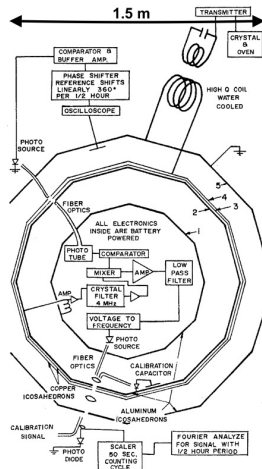 1.5 m
TRANSMITTER
CRYSTAL
& OVEN
COMPARATOR &
BUFFER AMP.
PHASE SHIFTER
REFERENCE SHIFTS
LINEARLY 360°
PER 1/2 HOUR
OSCILLOSCOPE
HIGH Q COIL
WATER
COOLED
PHOTO
SOURCE
FIBER
OPTICS
5
4
2
3
1
ALL ELECTRONICS
INSIDE ARE BATTERY
POWERED
PHOTO
TUBE
COMPARATOR
MIXER
AMP
LOW
PASS
FILTER
AMP
CRYSTAL
FILTER
4 MHz
VOLTAGE TO
FREQUENCY
PHOTO
SOURCE
FIBER
OPTICS
CALIBRATION
CAPACITOR
COPPER
ICOSAHEDRONS
ALUMINUM
ICOSAHEDRONS
CALIBRATION
SIGNAL
PHOTO
DIODE
SCALER
60 SEC,
COUNTING
CYCLE
FOURIER ANALYZE
FOR SIGNAL WITH
1/2 HOUR PERIOD